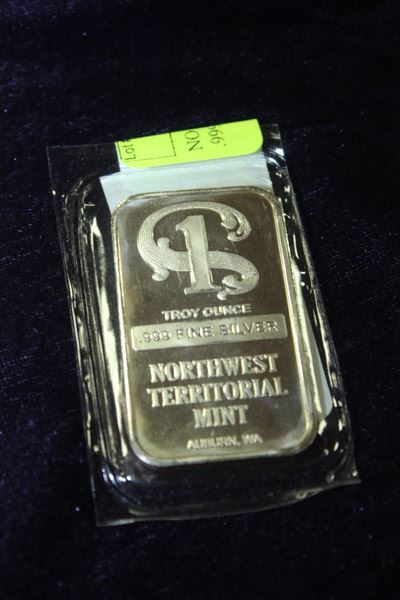 Lot
NO
.999
1
TROY OUNCE
.999 FINE SILVER
NORTHWEST
TERRITORIAL
MINT
AUBURN, WA